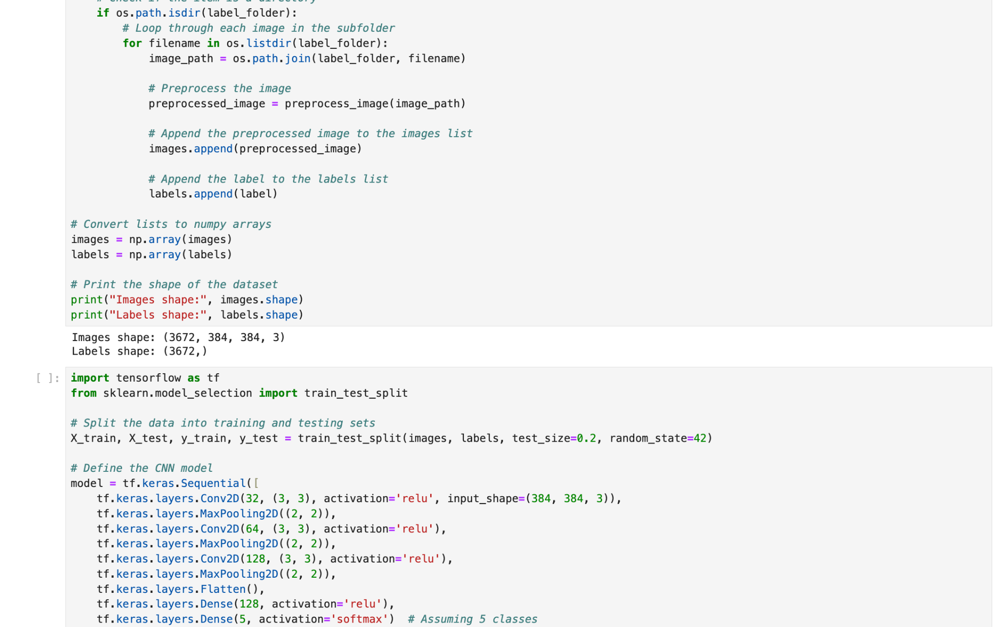 # Check if the item is a directory
    if os.path.isdir(label_folder):
        # Loop through each image in the subfolder
        for filename in os.listdir(label_folder):
            image_path = os.path.join(label_folder, filename)

            # Preprocess the image
            preprocessed_image = preprocess_image(image_path)

            # Append the preprocessed image to the images list
            images.append(preprocessed_image)

            # Append the label to the labels list
            labels.append(label)

# Convert lists to numpy arrays
images = np.array(images)
labels = np.array(labels)

# Print the shape of the dataset
print("Images shape:", images.shape)
print("Labels shape:", labels.shape)
Images shape: (3672, 384, 384, 3)
Labels shape: (3672,)
[ ]:
import tensorflow as tf
from sklearn.model_selection import train_test_split

# Split the data into training and testing sets
X_train, X_test, y_train, y_test = train_test_split(images, labels, test_size=0.2, random_state=42)

# Define the CNN model
model = tf.keras.Sequential([
    tf.keras.layers.Conv2D(32, (3, 3), activation='relu', input_shape=(384, 384, 3)),
    tf.keras.layers.MaxPooling2D((2, 2)),
    tf.keras.layers.Conv2D(64, (3, 3), activation='relu'),
    tf.keras.layers.MaxPooling2D((2, 2)),
    tf.keras.layers.Conv2D(128, (3, 3), activation='relu'),
    tf.keras.layers.MaxPooling2D((2, 2)),
    tf.keras.layers.Flatten(),
    tf.keras.layers.Dense(128, activation='relu'),
    tf.keras.layers.Dense(5, activation='softmax')  # Assuming 5 classes